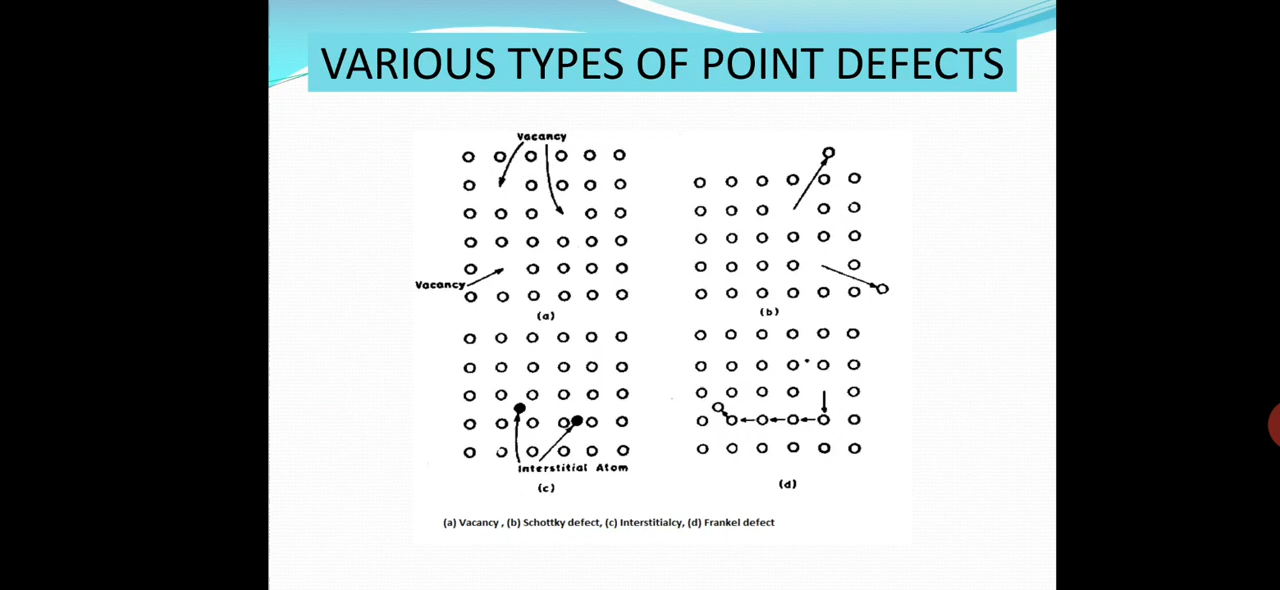 VARIOUS TYPES OF POINT DEFECTS
Vacancy
Vacancy
(a)
(b)
Interstitial Atom
(c)
(d)
(a) Vacancy , (b) Schottky defect, (c) Interstitialcy, (d) Frankel defect